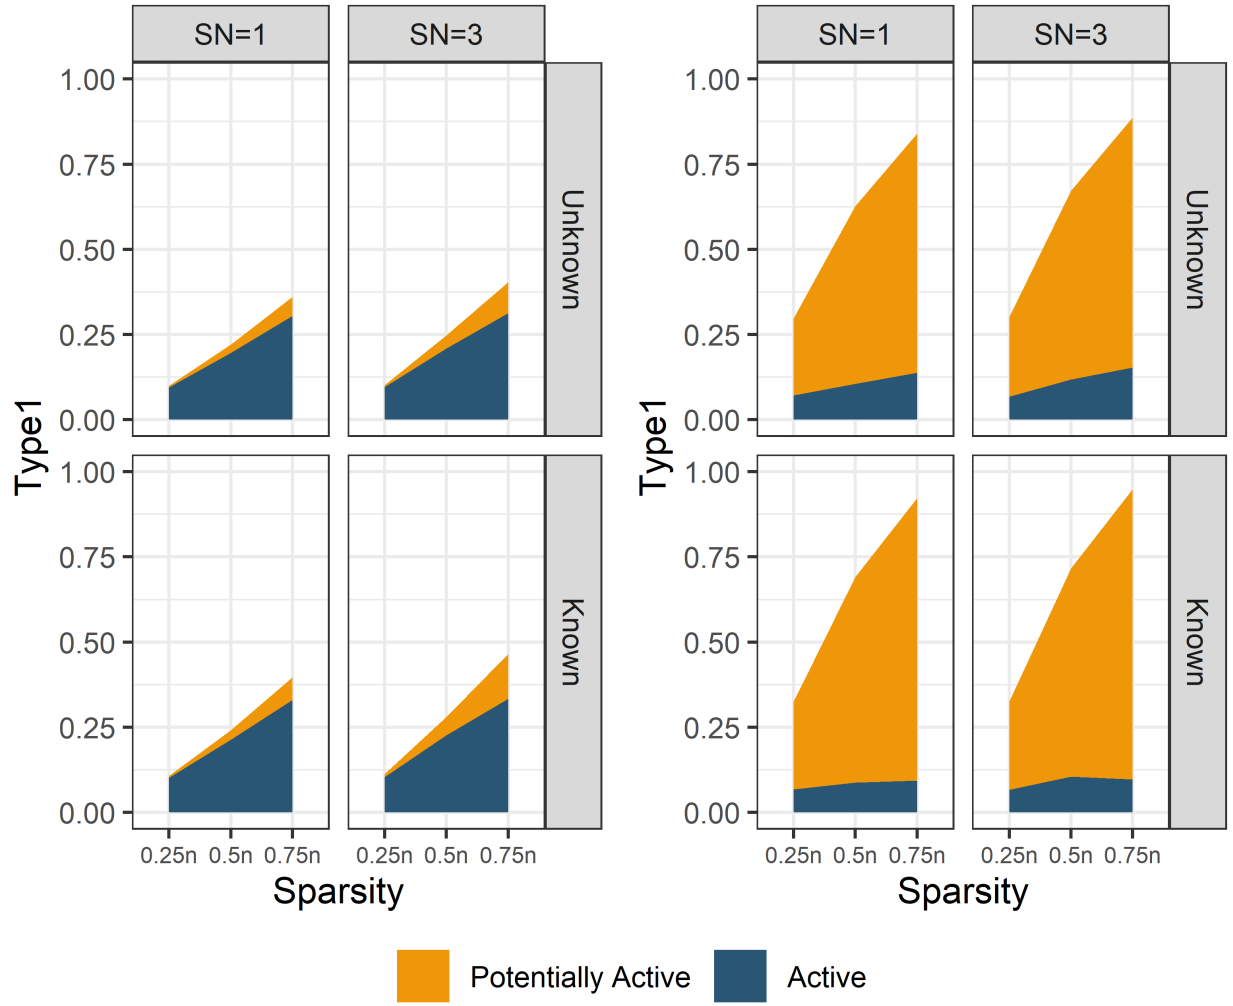 SN=1 SN=3 SN=1 SN=3
1.00 1.00
0.75 0.75
Unknown Unknown
0.50 0.50
0.25 0.25
0.00 0.00
Type1 Type1
1.00 1.00
0.75 0.75
Known Known
0.50 0.50
0.25 0.25
0.00 0.00
0.25n 0.5n 0.75n 0.25n 0.5n 0.75n 0.25n 0.5n 0.75n 0.25n 0.5n 0.75n
Sparsity Sparsity
Potentially Active Active